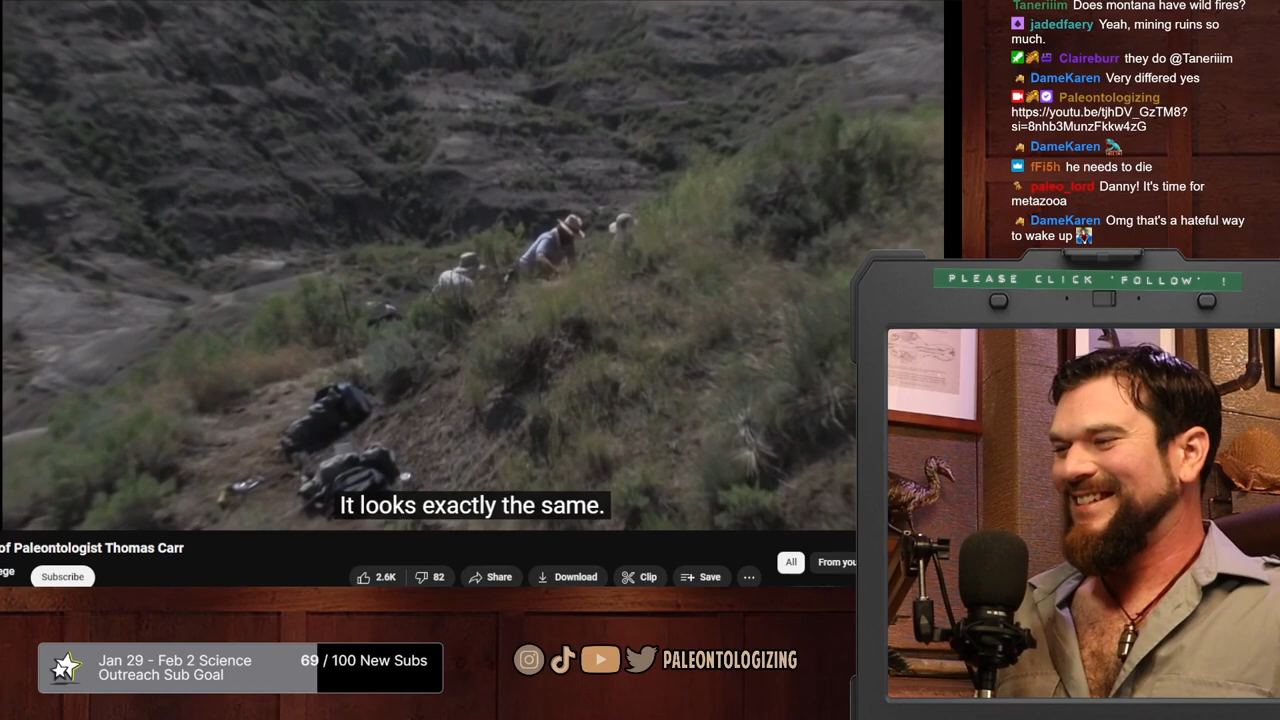 Taneriiim Does montana have wild fires?
jadedfaery Yeah, mining ruins so
much.
Claireburr they do @Taneriiim
DameKaren Very differed yes
Paleontologizing
https://youtu.be/tjhDV_GzTM8?
si=8nhb3MunzFkkw4zG
DameKaren
fFi5h he needs to die
paleo_lord Danny! It's time for
metazooa
DameKaren Omg that's a hateful way
to wake up
PLEASE CLICK "FOLLOW" !
It looks exactly the same.
of Paleontologist Thomas Carr
ege
Subscribe
2.6K
82
Share
Download
Clip
Save
All
From you
Jan 29 - Feb 2 Science
Outreach Sub Goal
69 / 100 New Subs
PALEONTOLOGIZING